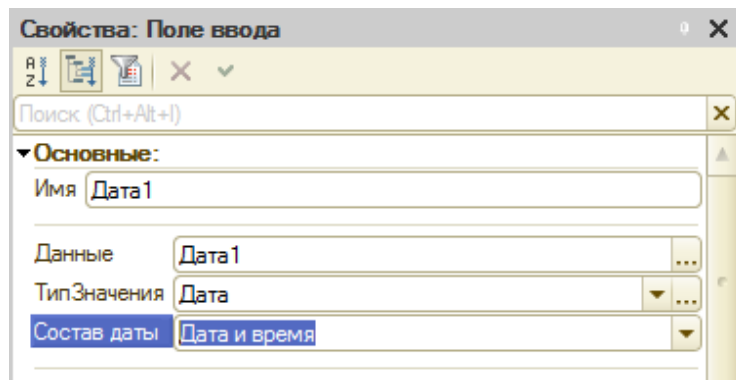 Свойства: Поле ввода
Поиск (Ctrl+Alt+I)
Основные:
Имя Дата1
Данные Дата1 ...
ТипЗначения Дата ...
Состав даты Дата и время